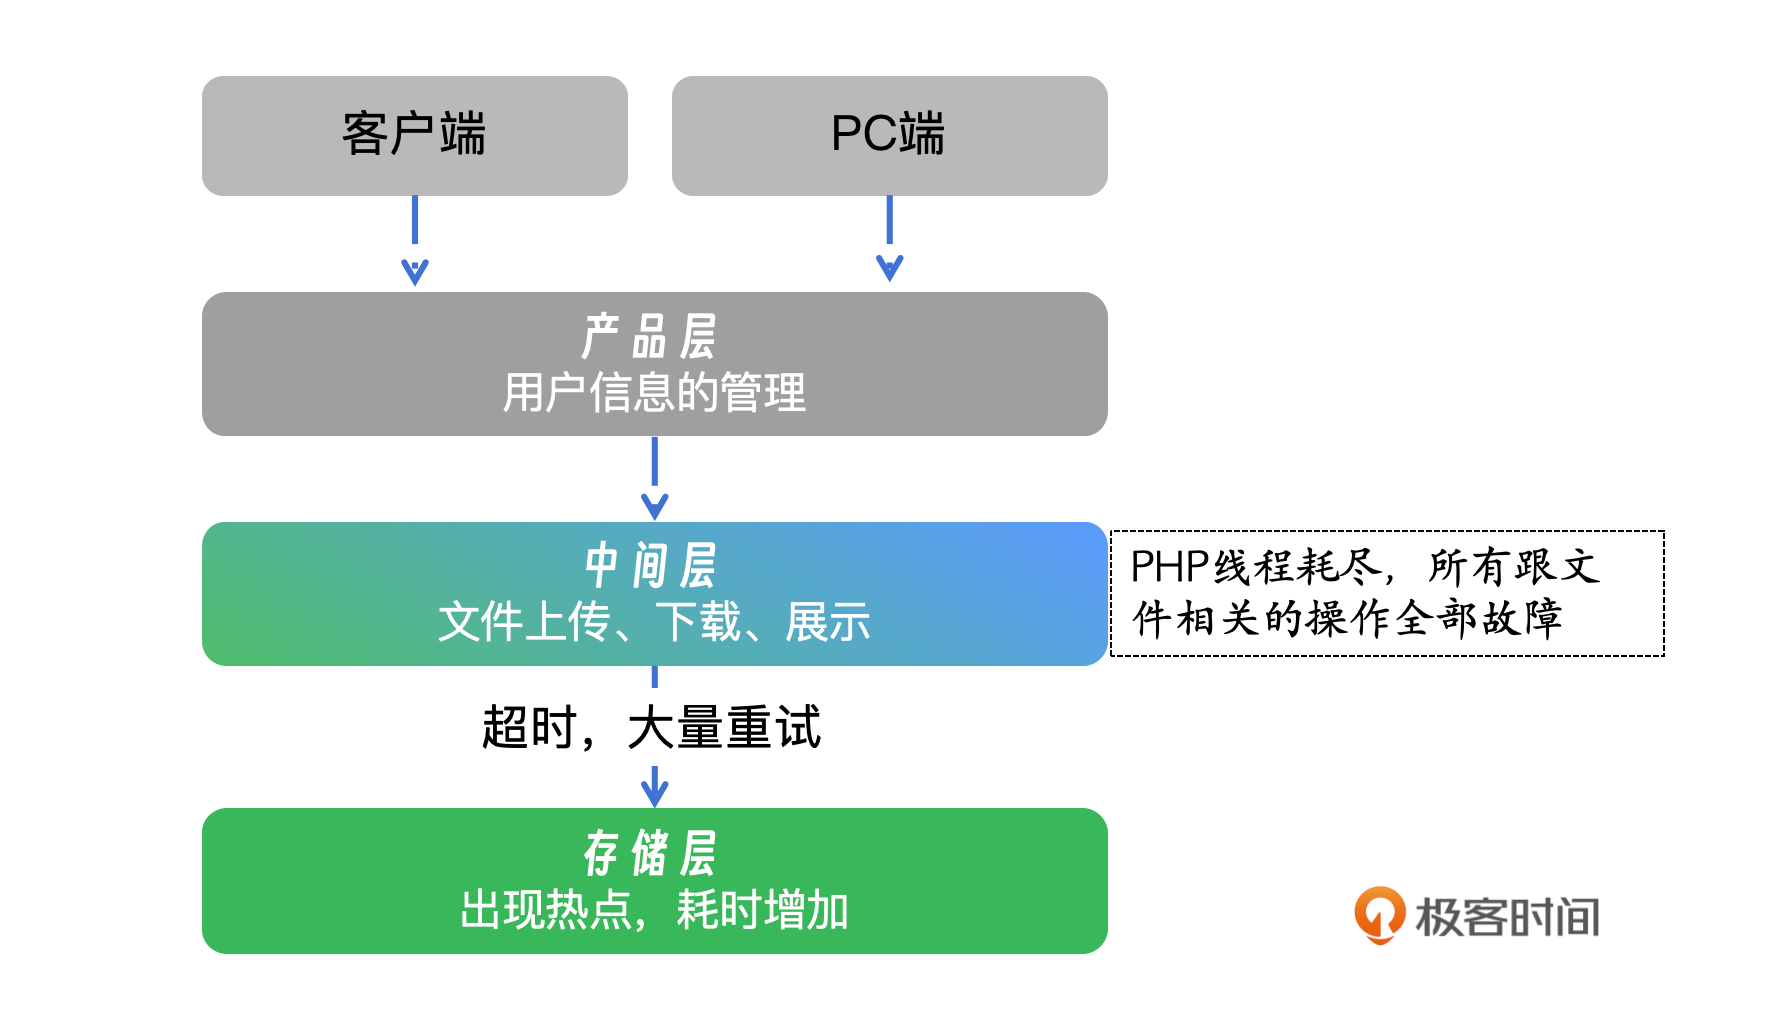 客户端
PC端
产品层
用户信息的管理
中间层
文件上传、下载、展示
PHP线程耗尽，所有跟文
件相关的操作全部故障
超时，大量重试
存储层
出现热点，耗时增加
极客时间